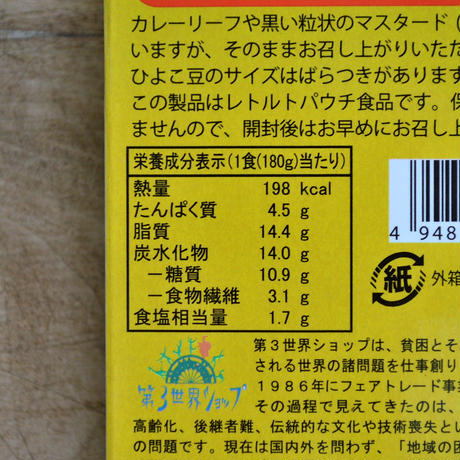 カレーリーフや黒い粒状のマスタード（
いますが、そのままお召し上がりいただ
ひよこ豆のサイズはばらつきがあります
この製品はレトルトパウチ食品です。保
ませんので、開封後はお早めにお召し上
栄養成分表示（1食(180g)当たり）
熱量 198 kcal
たんぱく質 4.5 g
脂質 14.4 g
炭水化物 14.0 g
－糖質 10.9 g
－食物繊維 3.1 g
食塩相当量 1.7 g
4 948
紙 外箱
第3世界ショップ
第３世界ショップは、貧困とそ
される世界の諸問題を仕事創り
１９８６年にフェアトレード事業
その過程で見えてきたのは、
高齢化、後継者難、伝統的な文化や技術喪失とい
の問題です。現在は国内外を問わず、「地域の困